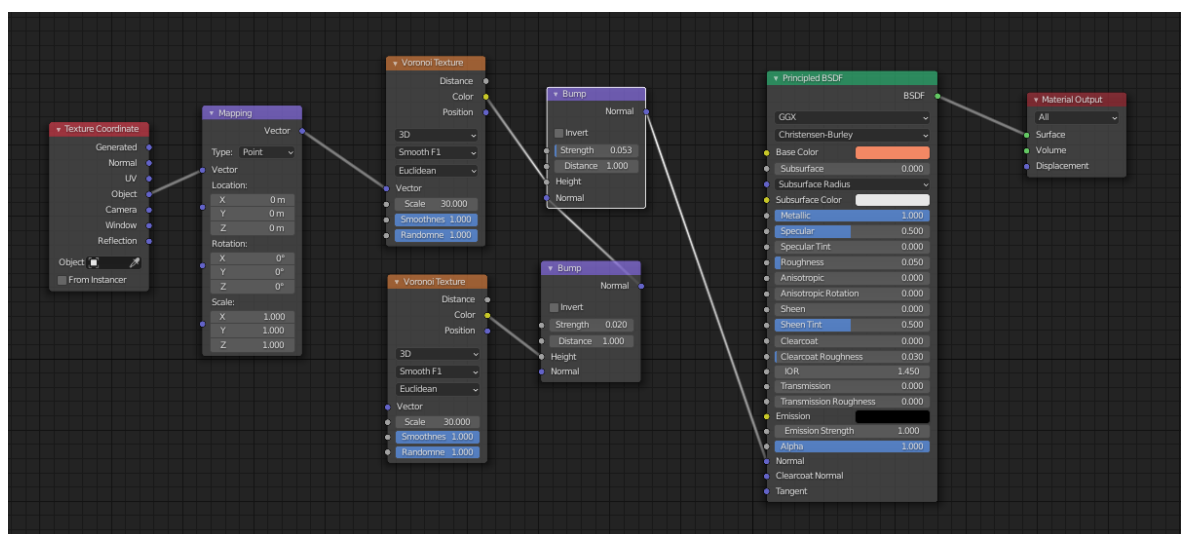 Texture Coordinate
Generated
Normal
UV
Object
Camera
Window
Reflection
Object:
From Instancer
Mapping
Vector
Type: Point
Vector
Location:
X 0 m
Y 0 m
Z 0 m
Rotation:
X 0°
Y 0°
Z 0°
Scale:
X 1.000
Y 1.000
Z 1.000
Voronoi Texture
Distance
Color
Position
3D
Smooth F1
Euclidean
Vector
Scale 30.000
Smoothnes 1.000
Randomne 1.000
Voronoi Texture
Distance
Color
Position
3D
Smooth F1
Euclidean
Vector
Scale 30.000
Smoothnes 1.000
Randomne 1.000
Bump
Normal
Invert
Strength 0.053
Distance 1.000
Height
Normal
Bump
Normal
Invert
Strength 0.020
Distance 1.000
Height
Normal
Principled BSDF
BSDF
GGX
Christensen-Burley
Base Color
Subsurface 0.000
Subsurface Radius
Subsurface Color
Metallic 1.000
Specular 0.500
Specular Tint 0.000
Roughness 0.050
Anisotropic 0.000
Anisotropic Rotation 0.000
Sheen 0.000
Sheen Tint 0.500
Clearcoat 0.000
Clearcoat Roughness 0.030
IOR 1.450
Transmission 0.000
Transmission Roughness 0.000
Emission
Emission Strength 1.000
Alpha 1.000
Normal
Clearcoat Normal
Tangent
Material Output
All
Surface
Volume
Displacement